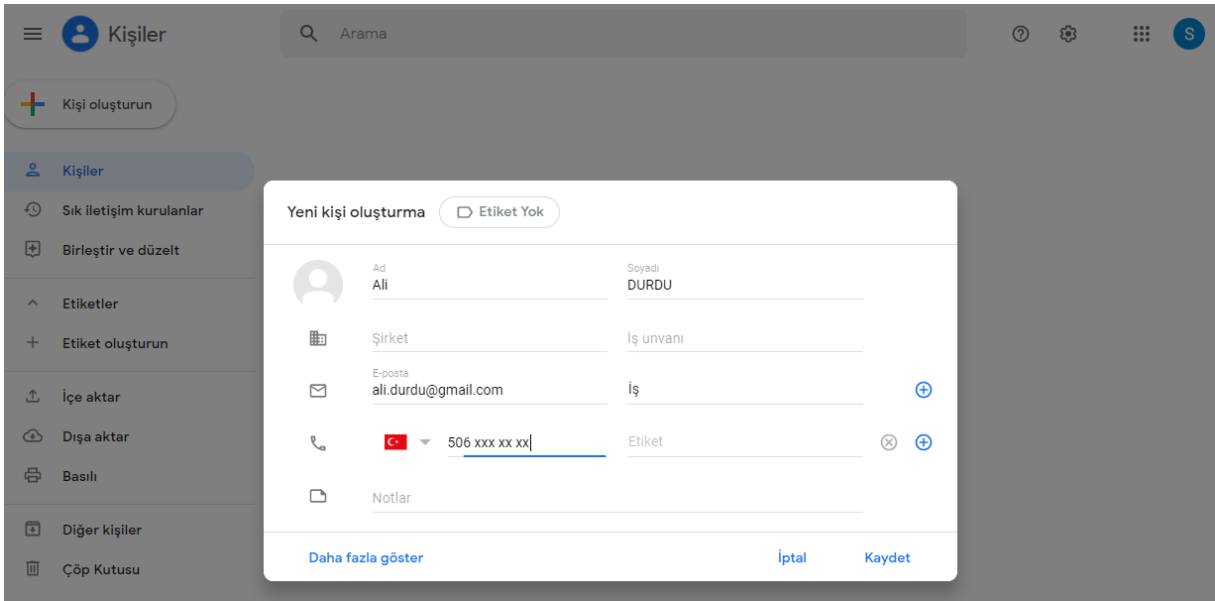 Kişiler
Arama
S
Kişi oluşturun
Kişiler
Sık iletişim kurulanlar
Birleştir ve düzelt
Etiketler
Etiket oluşturun
İçe aktar
Dışa aktar
Basılı
Diğer kişiler
Çöp Kutusu
Yeni kişi oluşturma
Etiket Yok
Ad
Ali
Soyadı
DURDU
Şirket
İş unvanı
E-posta
ali.durdu@gmail.com
İş
506 xxx xx xx
Etiket
Notlar
Daha fazla göster
İptal
Kaydet